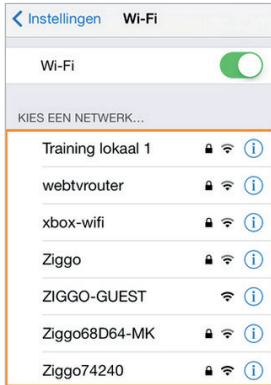 Instellingen Wi-Fi
Wi-Fi
KIES EEN NETWERK...
Training lokaal 1
webtvrouter
xbox-wifi
Ziggo
ZIGGO-GUEST
Ziggo68D64-MK
Ziggo74240